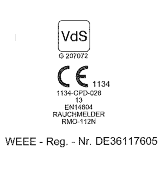 VdS
G 207072
CE 1134
1134-CPD-028
13
EN14604
RAUCHMELDER
RMO-112N
WEEE - Reg. - Nr. DE36117605